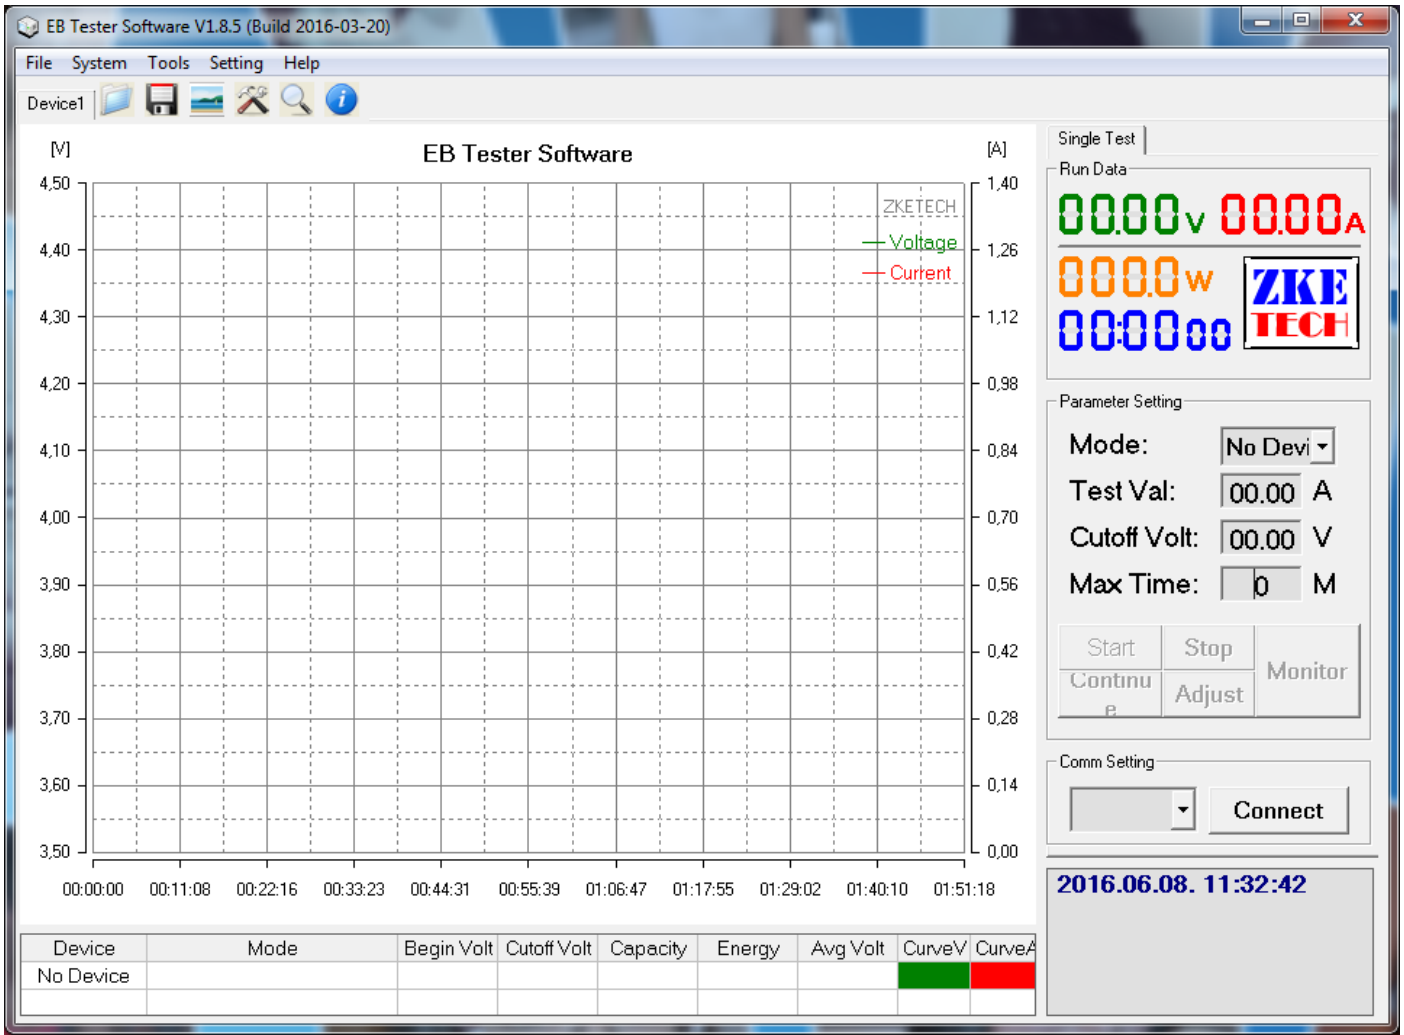 EB Tester Software V1.8.5 (Build 2016-03-20)
File System Tools Setting Help
Device1
[V]
EB Tester Software
[A]
4,50
4,40
4,30
4,20
4,10
4,00
3,90
3,80
3,70
3,60
3,50
ZKETECH
Voltage
Current
1,40
1,26
1,12
0,98
0,84
0,70
0,56
0,42
0,28
0,14
0,00
00:00:00 00:11:08 00:22:16 00:33:23 00:44:31 00:55:39 01:06:47 01:17:55 01:29:02 01:40:10 01:51:18
Device Mode Begin Volt Cutoff Volt Capacity Energy Avg Volt CurveV CurveA
No Device
Single Test
Run Data
00.00V 00.00A
000.0W
00:0000
ZKE
TECH
Parameter Setting
Mode: No Devi
Test Val: 00.00 A
Cutoff Volt: 00.00 V
Max Time: 0 M
Start Stop Monitor
Continu
e
Adjust
Comm Setting
Connect
2016.06.08. 11:32:42